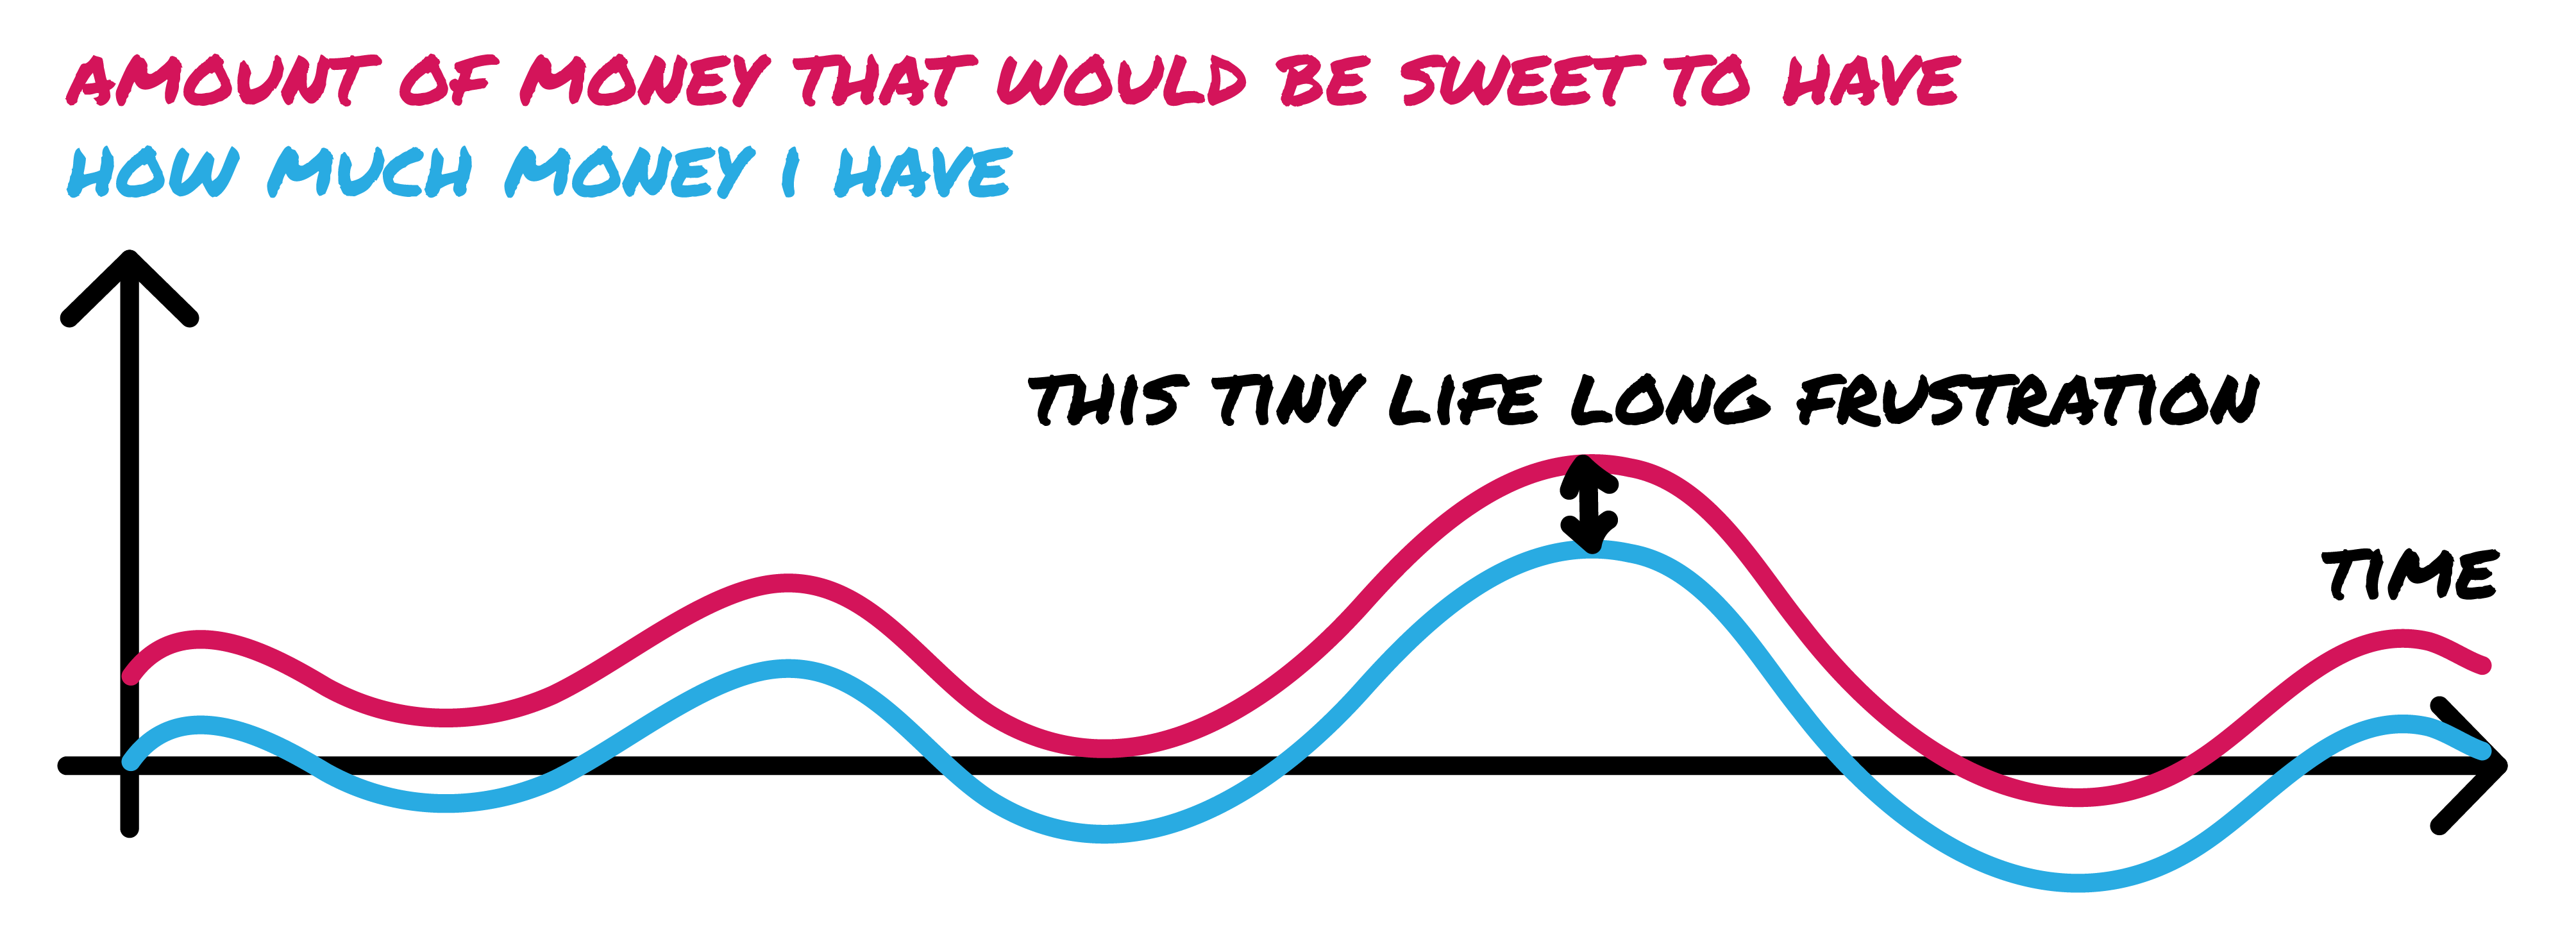 AMOUNT OF MONEY THAT WOULD BE SWEET TO HAVE
HOW MUCH MONEY I HAVE
THIS TINY LIFE LONG FRUSTRATION
TIME